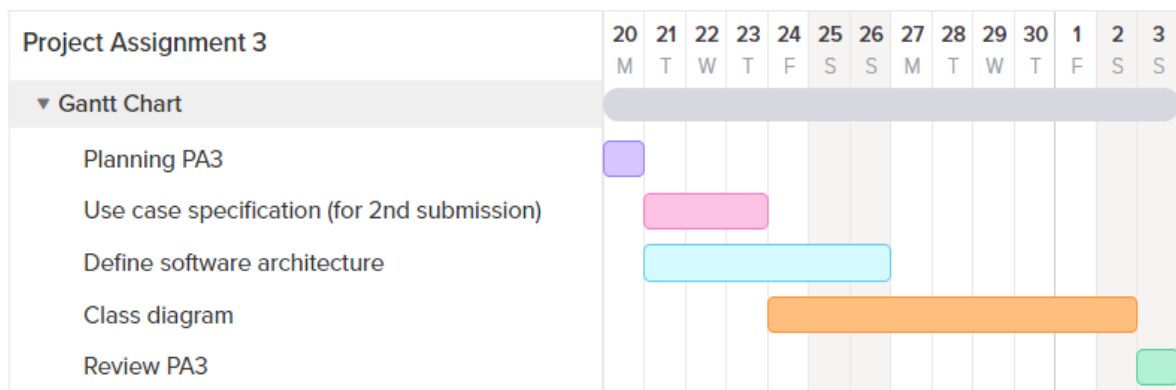 Project Assignment 3
20 21 22 23 24 25 26 27 28 29 30 1 2 3
M T W T F S S M T W T F S S
Gantt Chart
Planning PA3
Use case specification (for 2nd submission)
Define software architecture
Class diagram
Review PA3